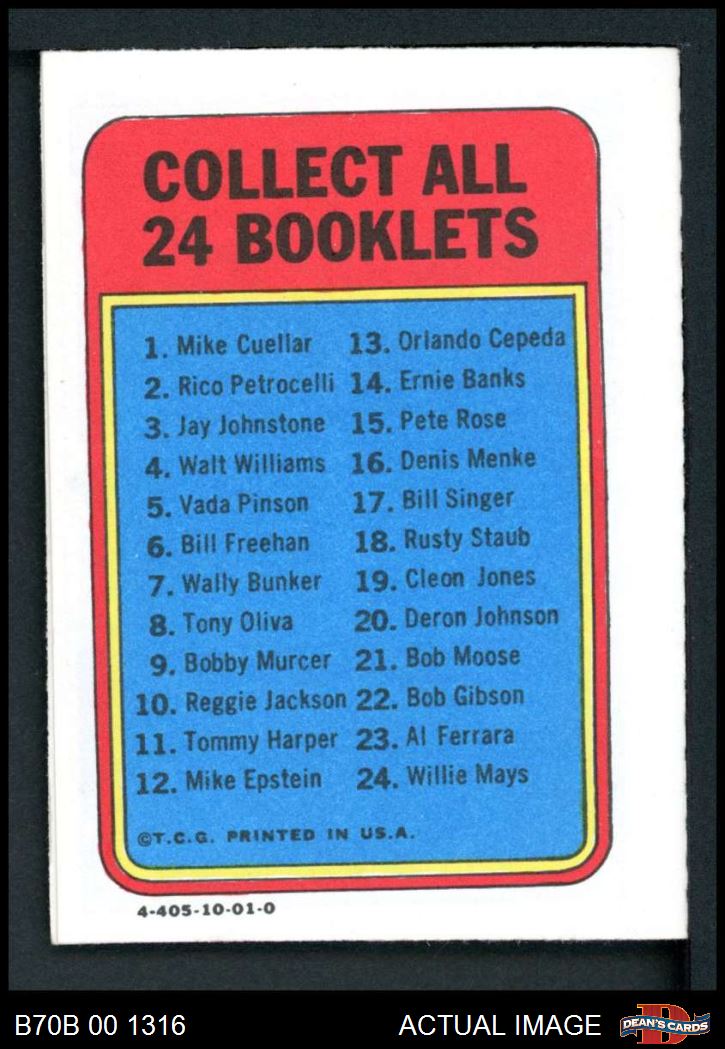 COLLECT ALL
24 BOOKLETS
1. Mike Cuellar
2. Rico Petrocelli
3. Jay Johnstone
4. Walt Williams
5. Vada Pinson
6. Bill Freehan
7. Wally Bunker
8. Tony Oliva
9. Bobby Murcer
10. Reggie Jackson
11. Tommy Harper
12. Mike Epstein
13. Orlando Cepeda
14. Ernie Banks
15. Pete Rose
16. Denis Menke
17. Bill Singer
18. Rusty Staub
19. Cleon Jones
20. Deron Johnson
21. Bob Moose
22. Bob Gibson
23. Al Ferrara
24. Willie Mays
©T.C.G. PRINTED IN U.S.A.
4-405-10-01-0
B70B 00 1316
ACTUAL IMAGE
DEAN'S CARDS